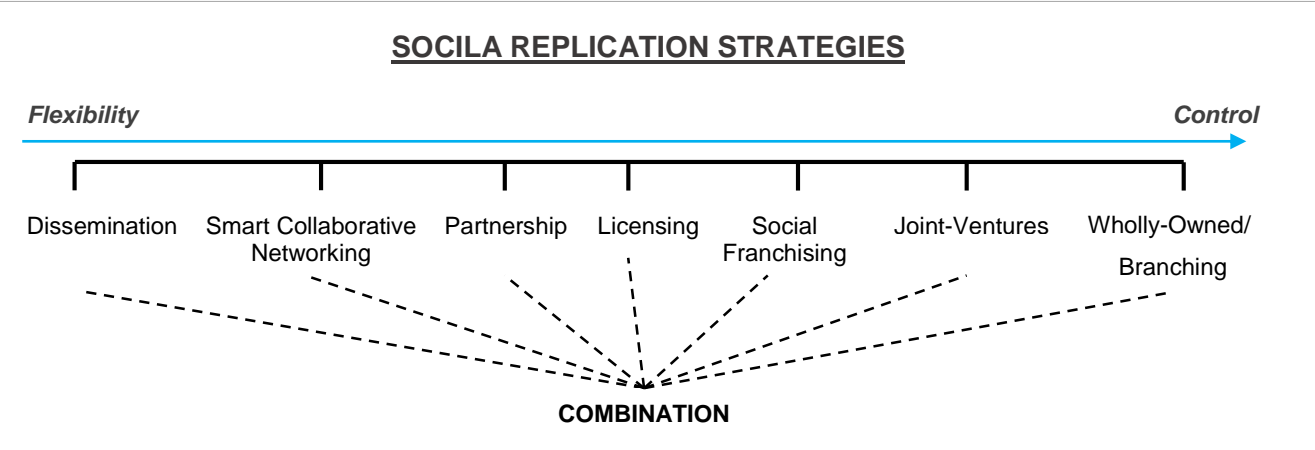 SOCILA REPLICATION STRATEGIES
Flexibility
Control
Dissemination
Smart Collaborative
Networking
Partnership
Licensing
Social
Franchising
Joint-Ventures
Wholly-Owned/
Branching
COMBINATION